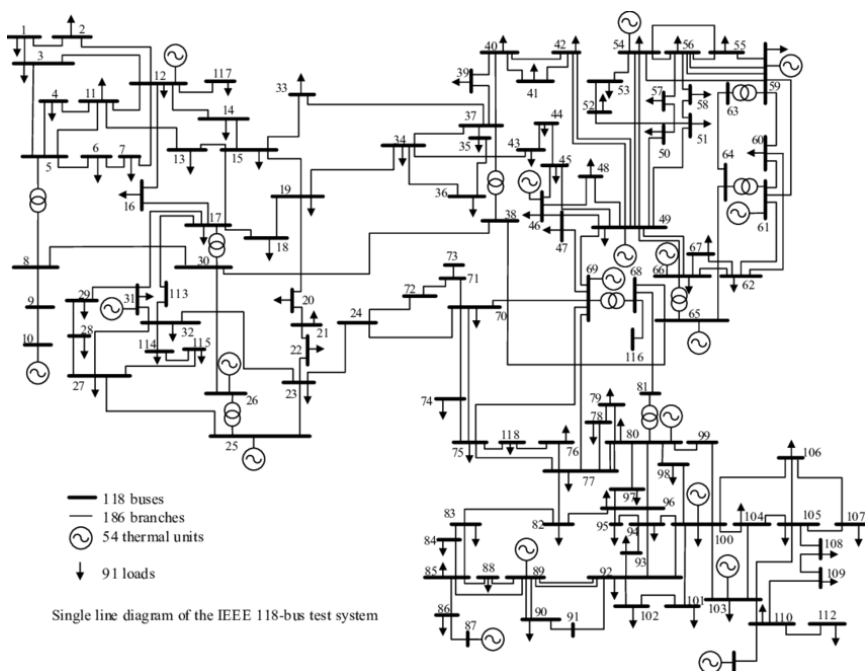 1 2 40 42 54 56 55
3 12 117 39 41 53 57 59
4 11 33 52 58 63
14 37 44 50 51 60
5 6 7 13 15 34 35 43 45 48 64
16 19 36 46 47 49 61
17 18 38 67
8 30 73 69 68 66 62
29 31 113 71
9 20 72 70 65
28 32 21 24 116
10 114 115 22
27 26 23 81
25 74 79
78 80 99
75 118 76 98 106
77
118 buses
97 96
186 branches
83 82 95 94 100 104 105 107
54 thermal units
84 93 108
91 loads
85 88 89 92 109
Single line diagram of the IEEE 118-bus test system
86 90 91 102 101 103 110 112
87